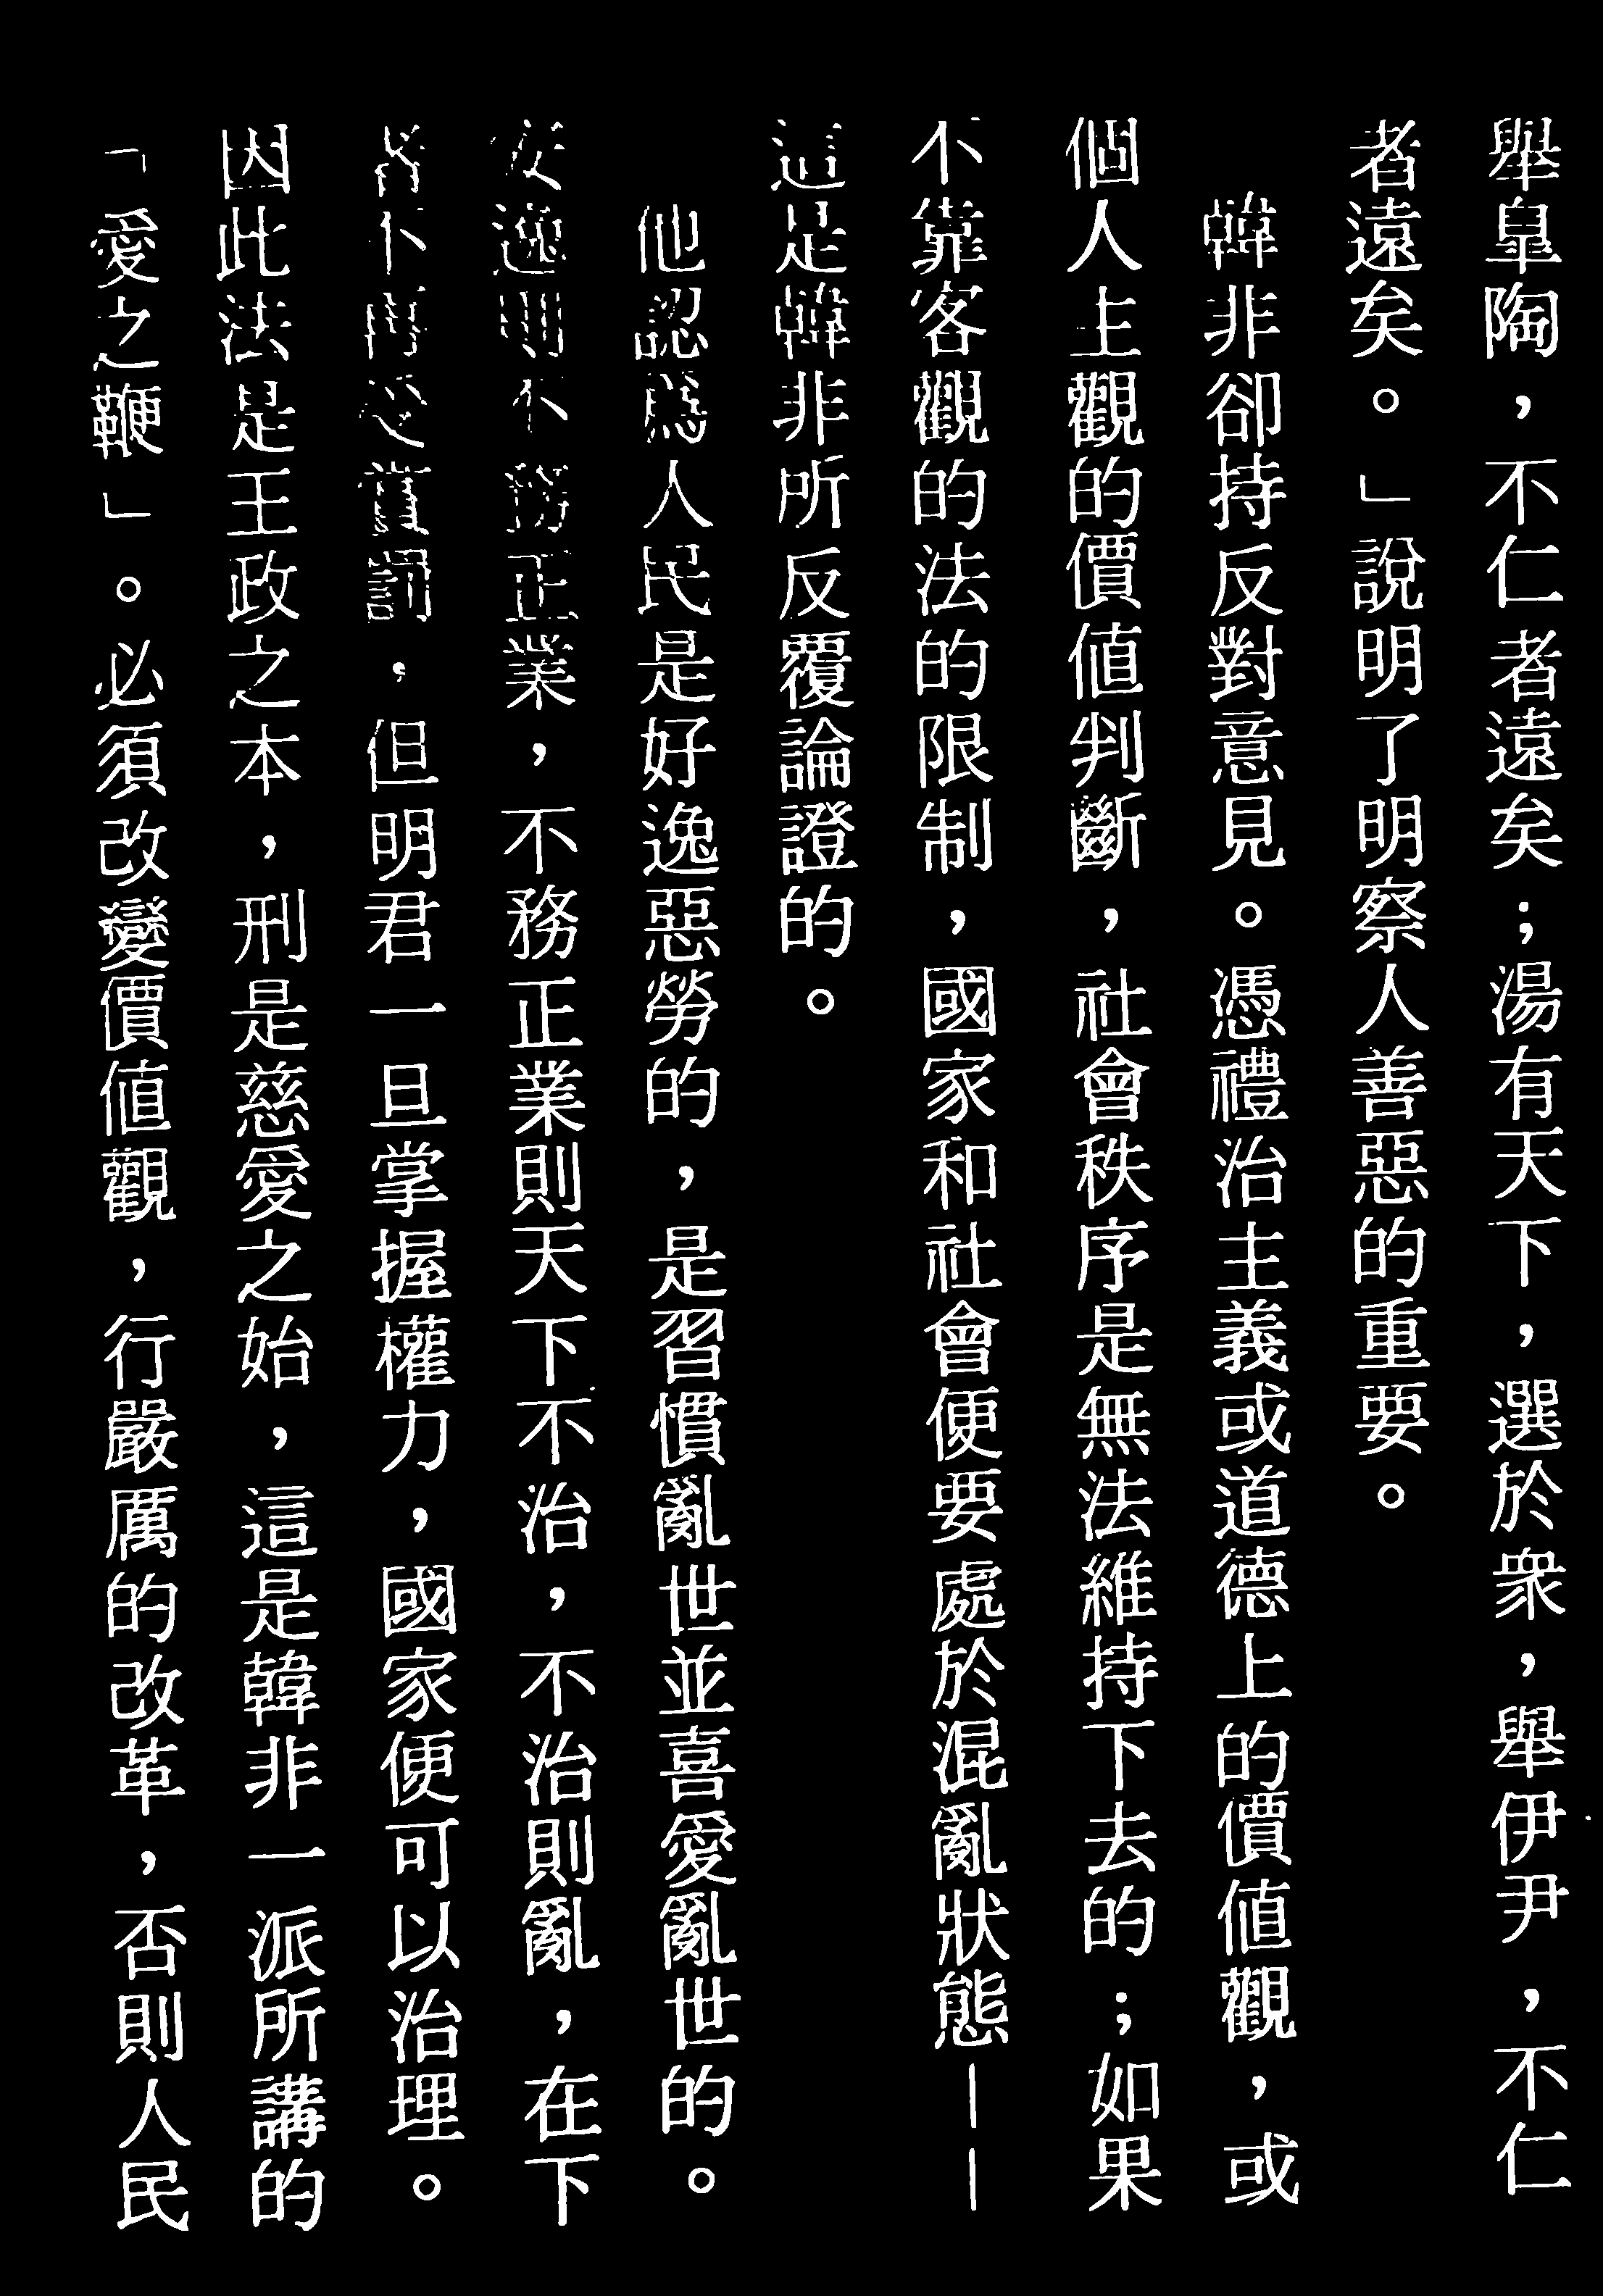 舉皐陶，不仁者遠矣；湯有天下，選於衆，舉伊尹，不仁
者遠矣。」說明了明察人善惡的重要。
韓非卻持反對意見。憑禮治主義或道德上的價值觀，或
個人主觀的價值判斷，社會秩序是無法維持下去的；如果
不靠客觀的法的限制，國家和社會便要處於混亂狀態——
這是韓非所反覆論證的。
他認爲人民是好逸惡勞的，是習慣亂世並喜愛亂世的。
安逸則不務正業，不務正業則天下不治，不治則亂，在下
者不再受賞罰，但明君一旦掌握權力，國家便可以治理。
因此法是王政之本，刑是慈愛之始，這是韓非一派所講的
「愛之鞭」。必須改變價值觀，行嚴厲的改革，否則人民